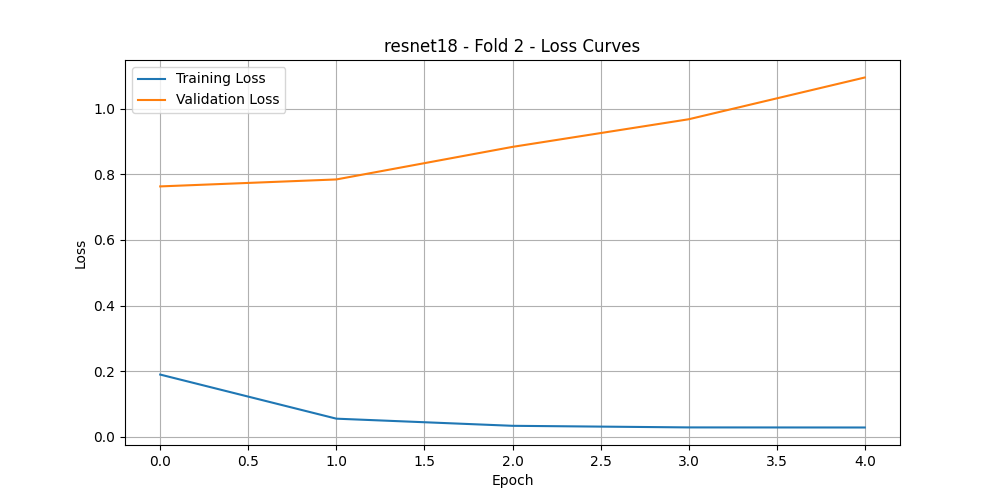 resnet18 - Fold 2 - Loss Curves
Training Loss
Validation Loss
1.0
0.8
0.6
0.4
0.2
0.0
Loss
0.0 0.5 1.0 1.5 2.0 2.5 3.0 3.5 4.0
Epoch